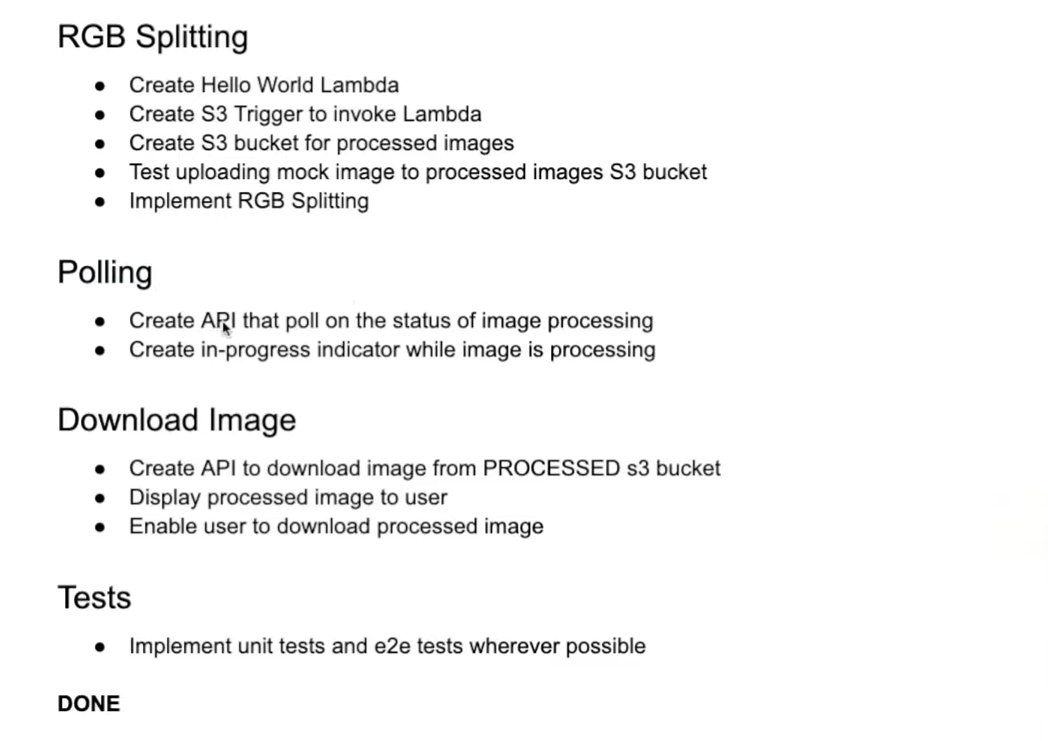 RGB Splitting
● Create Hello World Lambda
● Create S3 Trigger to invoke Lambda
● Create S3 bucket for processed images
● Test uploading mock image to processed images S3 bucket
● Implement RGB Splitting
Polling
● Create API that poll on the status of image processing
● Create in-progress indicator while image is processing
Download Image
● Create API to download image from PROCESSED s3 bucket
● Display processed image to user
● Enable user to download processed image
Tests
● Implement unit tests and e2e tests wherever possible
DONE